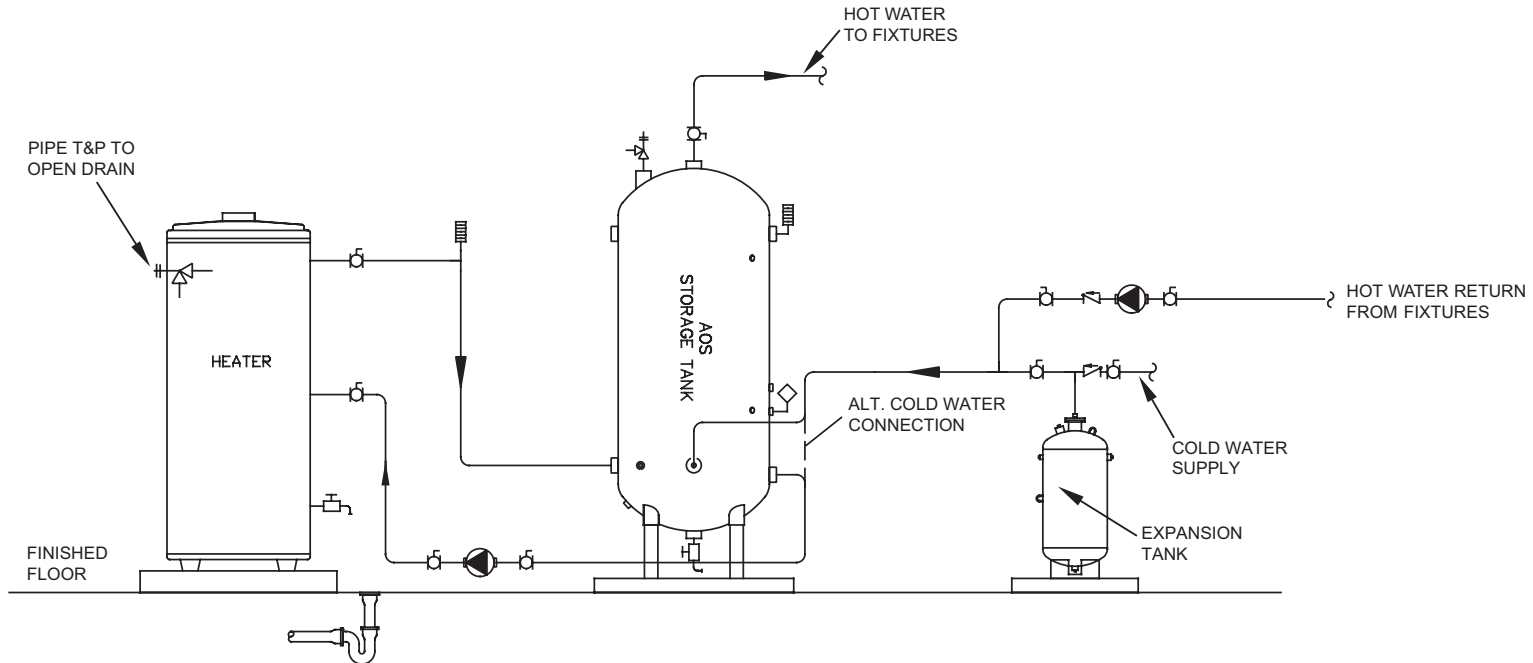 HOT WATER
TO FIXTURES
PIPE T&P TO
OPEN DRAIN
HEATER
AOS
STORAGE TANK
HOT WATER RETURN
FROM FIXTURES
ALT. COLD WATER
CONNECTION
COLD WATER
SUPPLY
EXPANSION
TANK
FINISHED
FLOOR